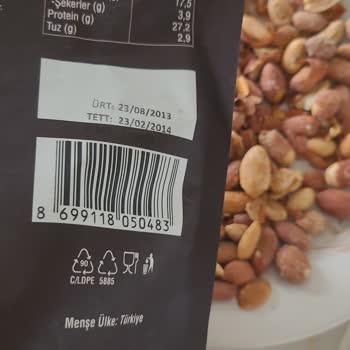 -Şekerler (g) 17,5
Protein (g) 3,9
Tuz (g) 27,2
2.9
ÜRT: 23/08/2013
TETT: 23/02/2014
8 699118 050483
90
C/LDPE 5885
Menşe Ülke: Türkiye